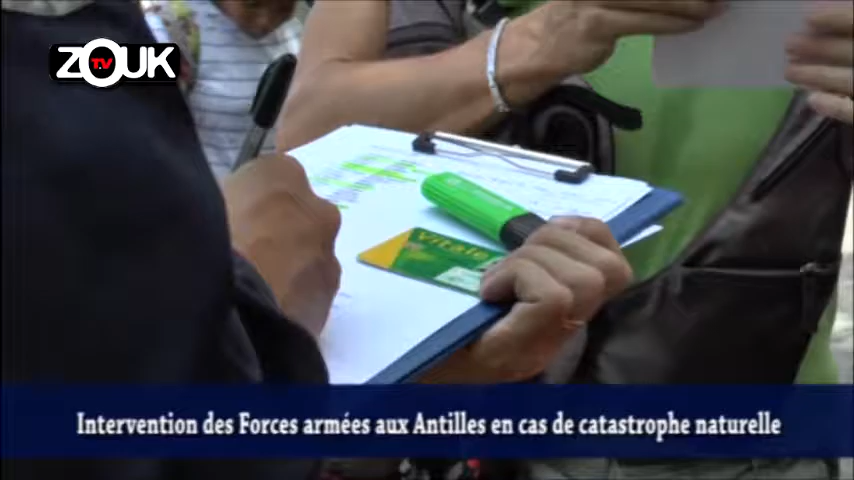 ZOUK
TV
Vitale
Intervention des Forces armées aux Antilles en cas de catastrophe naturelle